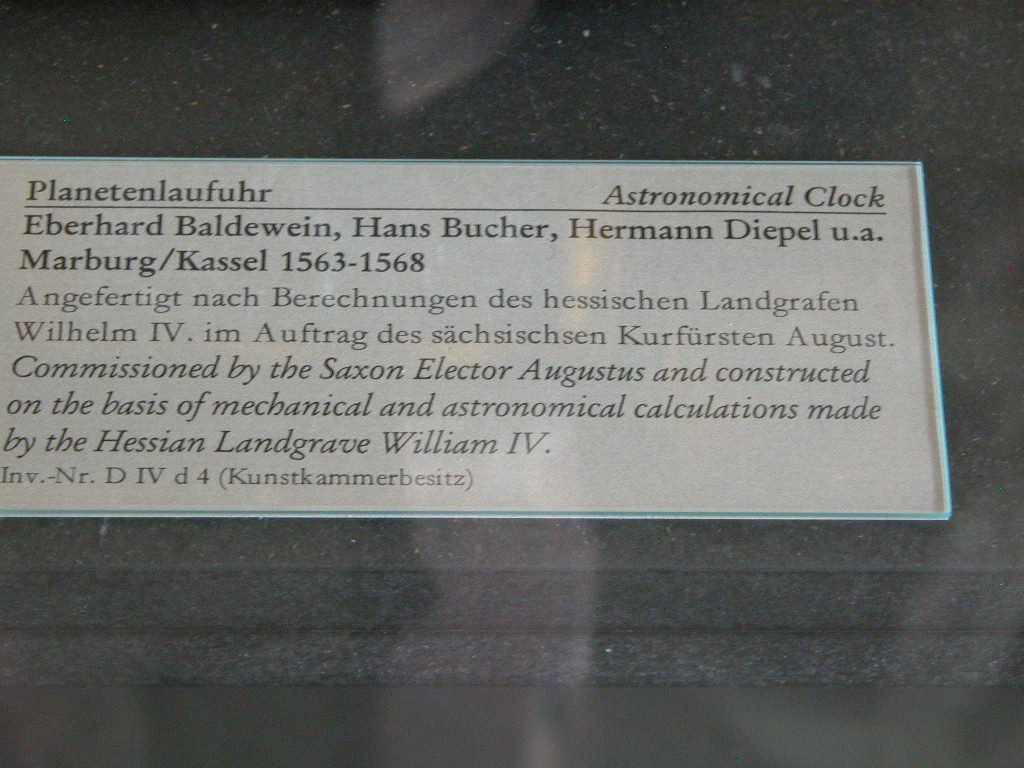 Planetenlaufuhr Astronomical Clock
Eberhard Baldewein, Hans Bucher, Hermann Diepel u.a.
Marburg/Kassel 1563-1568
Angefertigt nach Berechnungen des hessischen Landgrafen
Wilhelm IV. im Auftrag des sächsischsen Kurfürsten August.
Commissioned by the Saxon Elector Augustus and constructed
on the basis of mechanical and astronomical calculations made
by the Hessian Landgrave William IV.
Inv.-Nr. D IV d 4 (Kunstkammerbesitz)